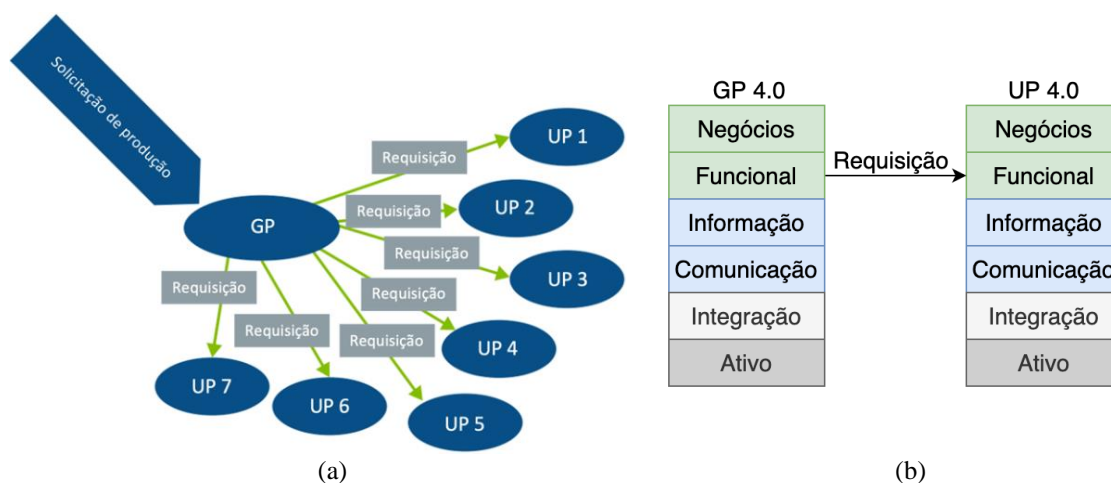 Solicitação de produção
GP
Requisição
UP 1
Requisição
UP 2
Requisição
UP 3
Requisição
UP 4
Requisição
UP 5
Requisição
UP 6
Requisição
UP 7
(a)
GP 4.0
Negócios
Funcional
Informação
Comunicação
Integração
Ativo
Requisição
UP 4.0
Negócios
Funcional
Informação
Comunicação
Integração
Ativo
(b)